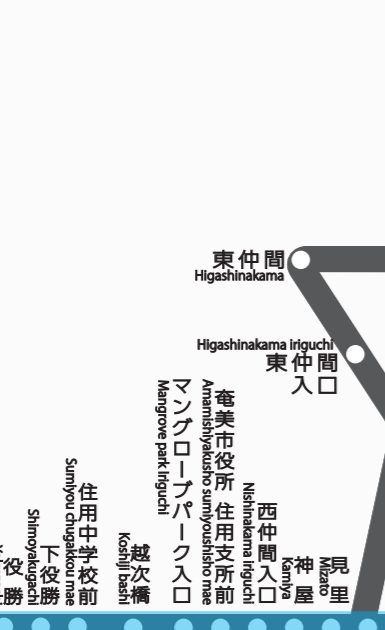 東仲間
Higashinakama
Higashinakama iriguchi
東仲間
入口
マングローブパーク入口
Mangrove park Iriguchi
奄美市役所 住用支所前
Amamishiyakusho sumiyoushisho mae
西仲間入口
Nishinakama Iriguchi
神屋
Kamiya
見里
Mizato
越次橋
Koshiji bashi
住用中学校前
Sumiyou chugakkou mae
下役勝
Shimoyakugachi
役勝